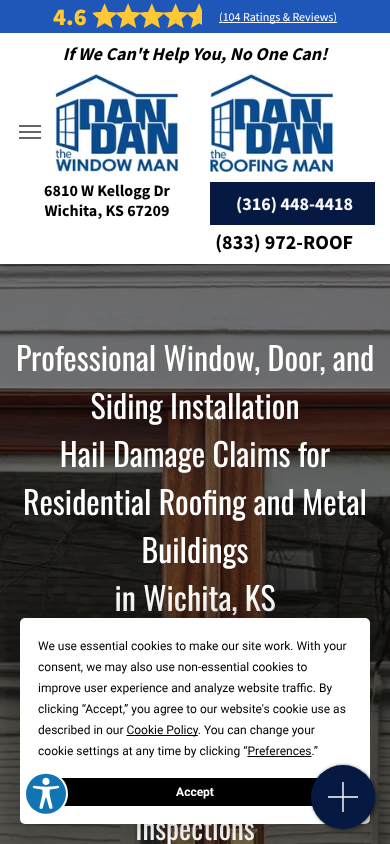 4.6 (104 Ratings & Reviews)
If We Can't Help You, No One Can!
DAN DAN
the WINDOW MAN
DAN DAN
the ROOFING MAN
6810 W Kellogg Dr
Wichita, KS 67209
(316) 448-4418
(833) 972-ROOF
Professional Window, Door, and
Siding Installation
Hail Damage Claims for
Residential Roofing and Metal
Buildings
in Wichita, KS
We use essential cookies to make our site work. With your
consent, we may also use non-essential cookies to
improve user experience and analyze website traffic. By
clicking “Accept,” you agree to our website's cookie use as
described in our Cookie Policy. You can change your
cookie settings at any time by clicking “Preferences.”
Accept
Inspections